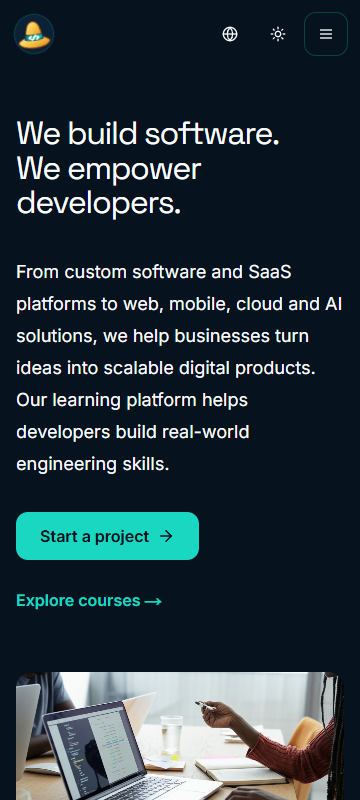 We build software.
We empower
developers.
From custom software and SaaS
platforms to web, mobile, cloud and AI
solutions, we help businesses turn
ideas into scalable digital products.
Our learning platform helps
developers build real-world
engineering skills.
Start a project →
Explore courses →